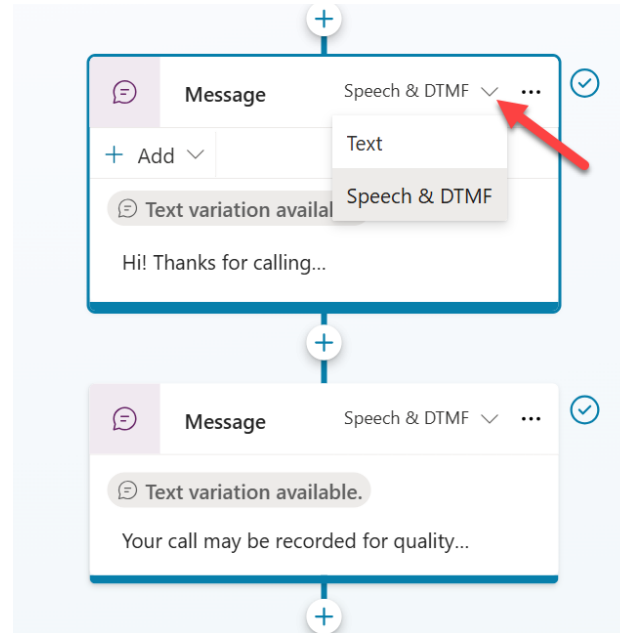 Message Speech & DTMF
+ Add
Text
Speech & DTMF
Text variation availa
Hi! Thanks for calling...
Message Speech & DTMF
Text variation available.
Your call may be recorded for quality...